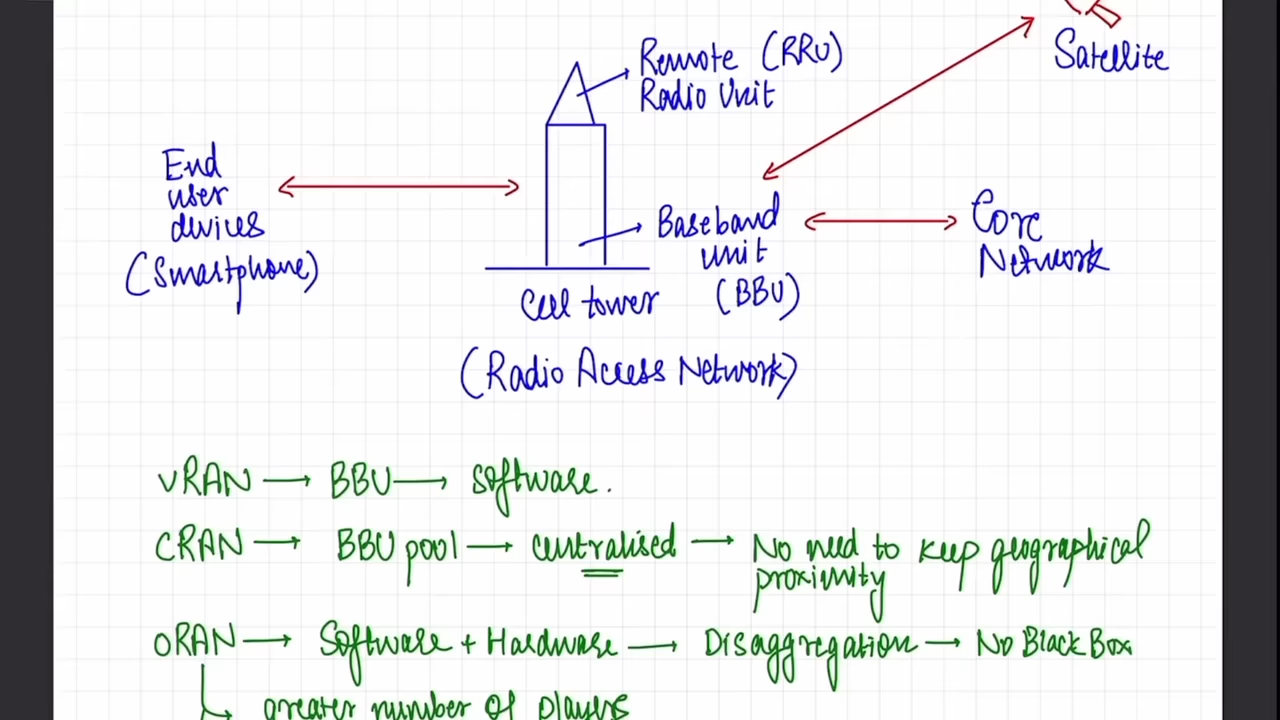 Remote (RRU)
Radio Unit
Satellite
End
user
devices
(Smartphone)
Baseband
unit
(BBU)
Core
Network
Cell tower
(Radio Access Network)
vRAN → BBU → software.
CRAN → BBU pool → centralised → No need to keep geographical
proximity
ORAN → Software + Hardware → Disaggregation → No Black Box
greater number of players